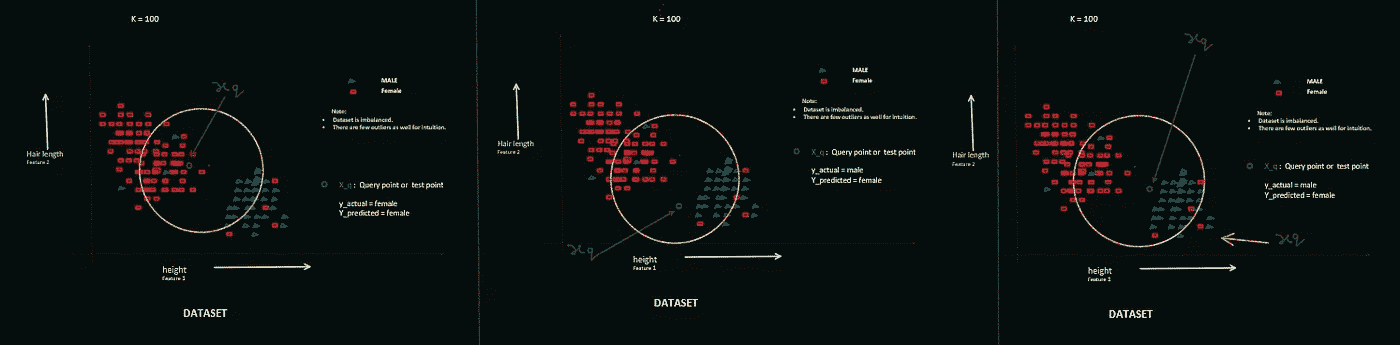 K = 100
xq
MALE
Female
Note:
• Dataset is imbalanced.
• There are few outliers as well for intuition.
Hair length
Feature 2
X_q : Query point or test point
y_actual = female
Y_predicted = female
height
Feature 1
DATASET
K = 100
MALE
Female
Note:
• Dataset is imbalanced.
• There are few outliers as well for intuition.
Hair length
Feature 2
X_q : Query point or test point
y_actual = male
Y_predicted = female
xq
height
Feature 1
DATASET
K = 100
xq
MALE
Female
Note:
• Dataset is imbalanced.
• There are few outliers as well for intuition.
Hair length
Feature 2
X_q : Query point or test point
y_actual = male
Y_predicted = female
xq
height
Feature 1
DATASET